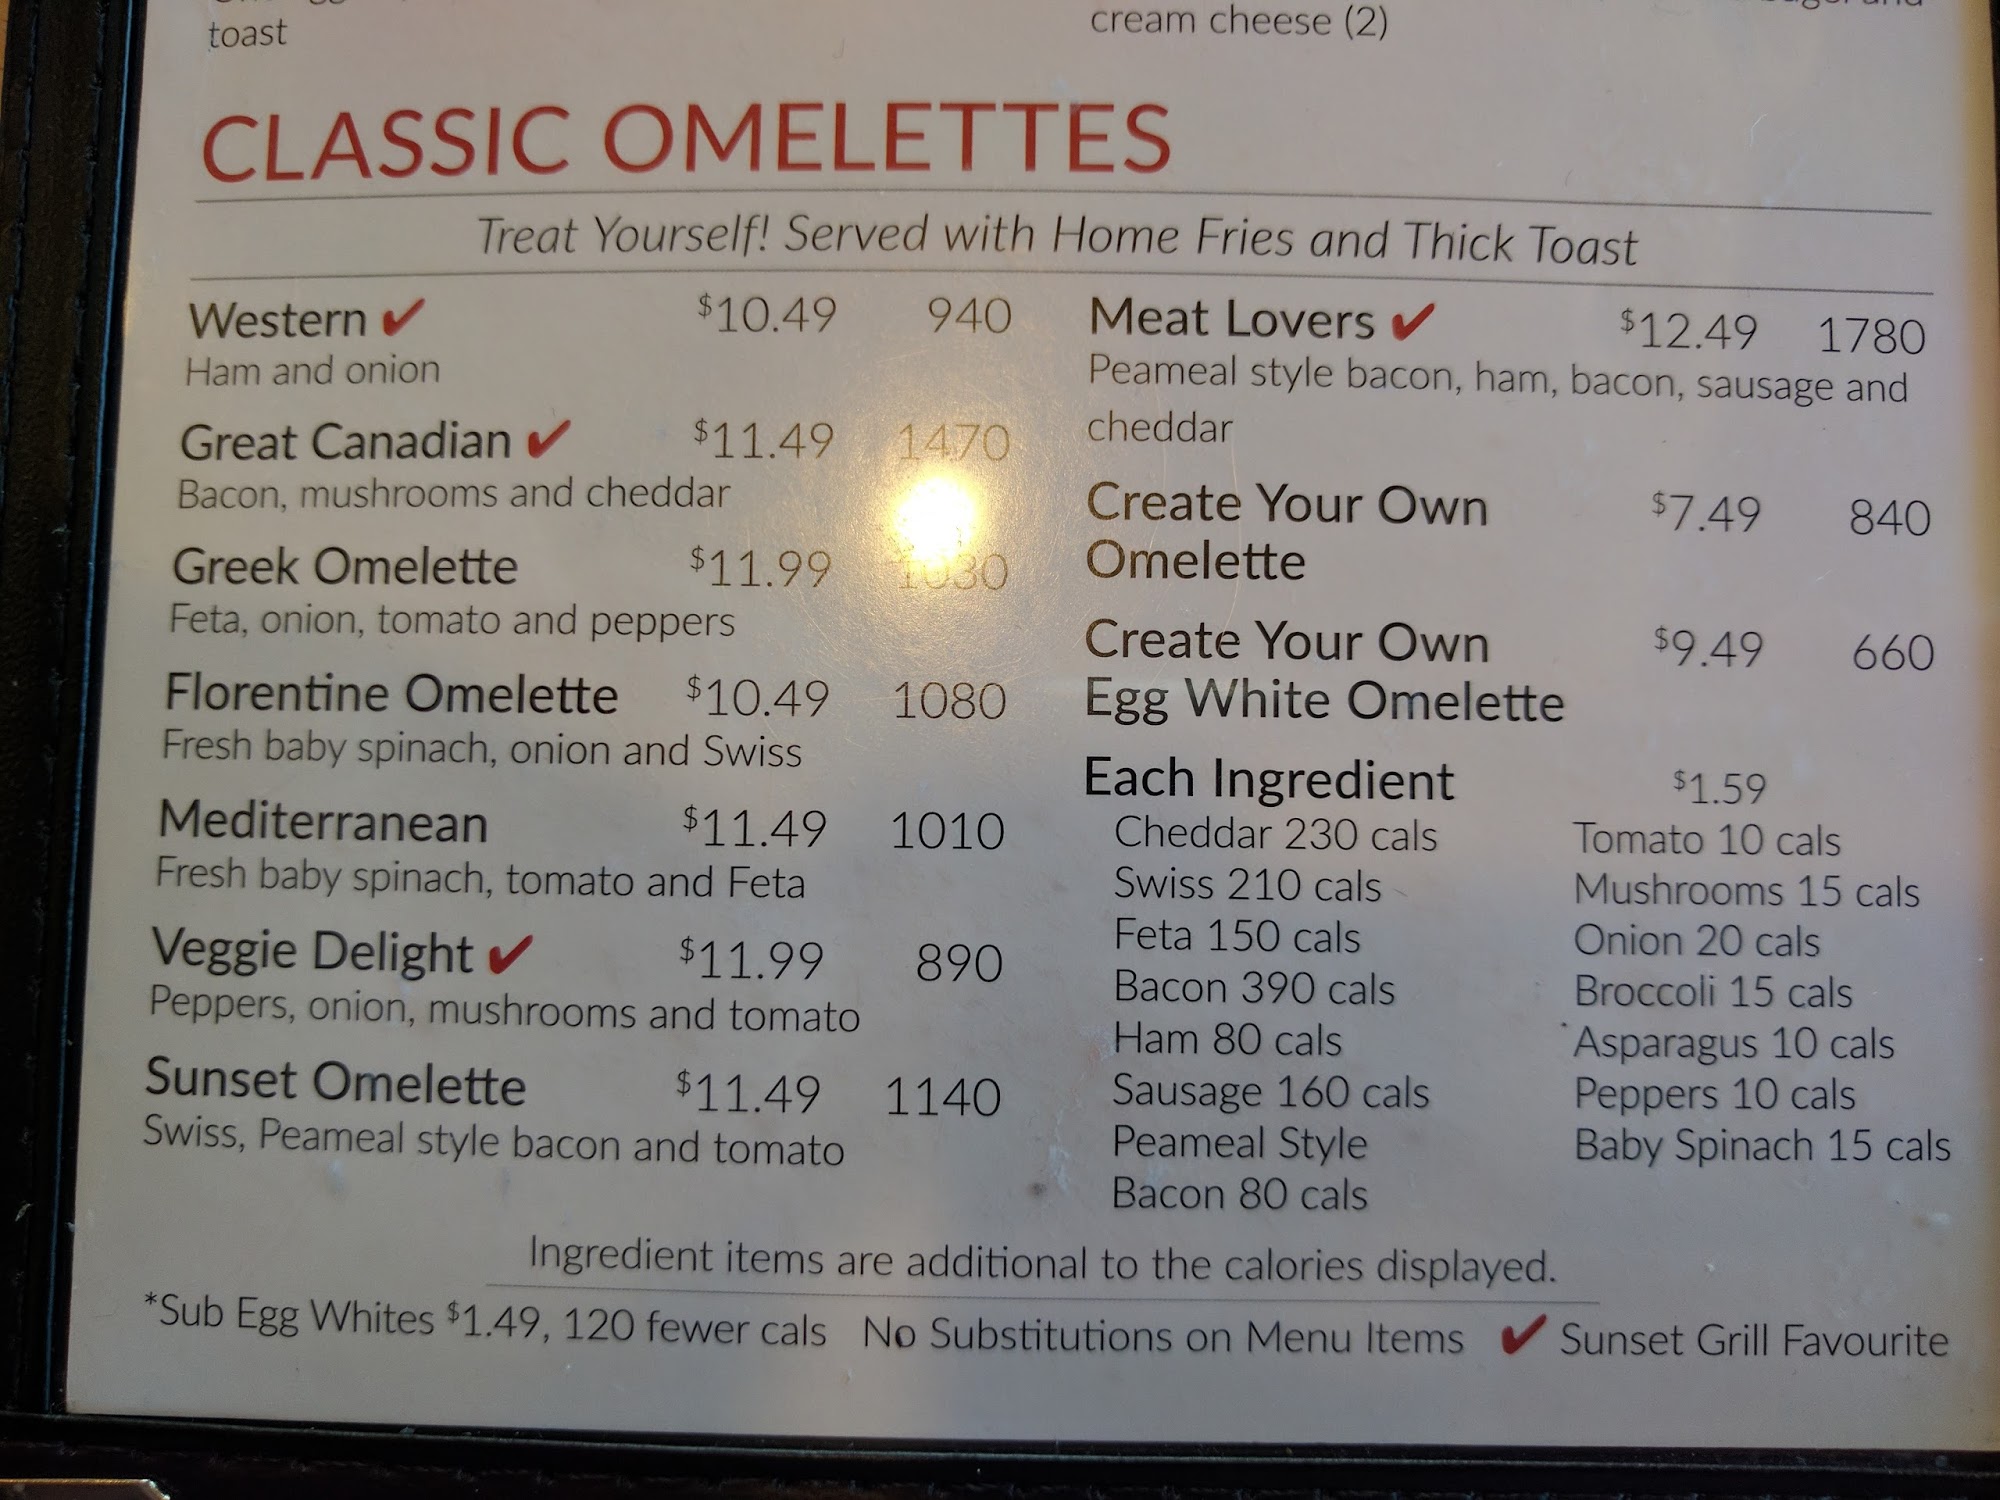 toast
cream cheese (2)
CLASSIC OMELETTES
Treat Yourself! Served with Home Fries and Thick Toast
Western ✔ $10.49 940
Ham and onion
Great Canadian ✔ $11.49 1470
Bacon, mushrooms and cheddar
Greek Omelette $11.99
Feta, onion, tomato and peppers
Florentine Omelette $10.49 1080
Fresh baby spinach, onion and Swiss
Mediterranean $11.49 1010
Fresh baby spinach, tomato and Feta
Veggie Delight ✔ $11.99 890
Peppers, onion, mushrooms and tomato
Sunset Omelette $11.49 1140
Swiss, Peameal style bacon and tomato
Meat Lovers ✔ $12.49 1780
Peameal style bacon, ham, bacon, sausage and
cheddar
Create Your Own $7.49 840
Omelette
Create Your Own $9.49 660
Egg White Omelette
Each Ingredient $1.59
Cheddar 230 cals
Swiss 210 cals
Feta 150 cals
Bacon 390 cals
Ham 80 cals
Sausage 160 cals
Peameal Style
Bacon 80 cals
Tomato 10 cals
Mushrooms 15 cals
Onion 20 cals
Broccoli 15 cals
Asparagus 10 cals
Peppers 10 cals
Baby Spinach 15 cals
Ingredient items are additional to the calories displayed.
*Sub Egg Whites $1.49, 120 fewer cals No Substitutions on Menu Items ✔ Sunset Grill Favourite